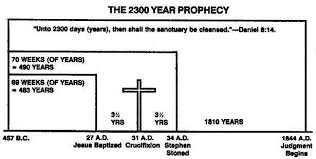 THE 2300 YEAR PROPHECY
"Unto 2300 days (years), then shall the sanctuary be cleansed."—Daniel 8:14.
70 WEEKS (OF YEARS)
= 490 YEARS
69 WEEKS (OF YEARS)
= 483 YEARS
3½ YRS
3½ YRS
1810 YEARS
457 B.C.
27 A.D.
Jesus Baptized
31 A.D.
Crucifixion
34 A.D.
Stephen
Stoned
1844 A.D.
Judgment
Begins